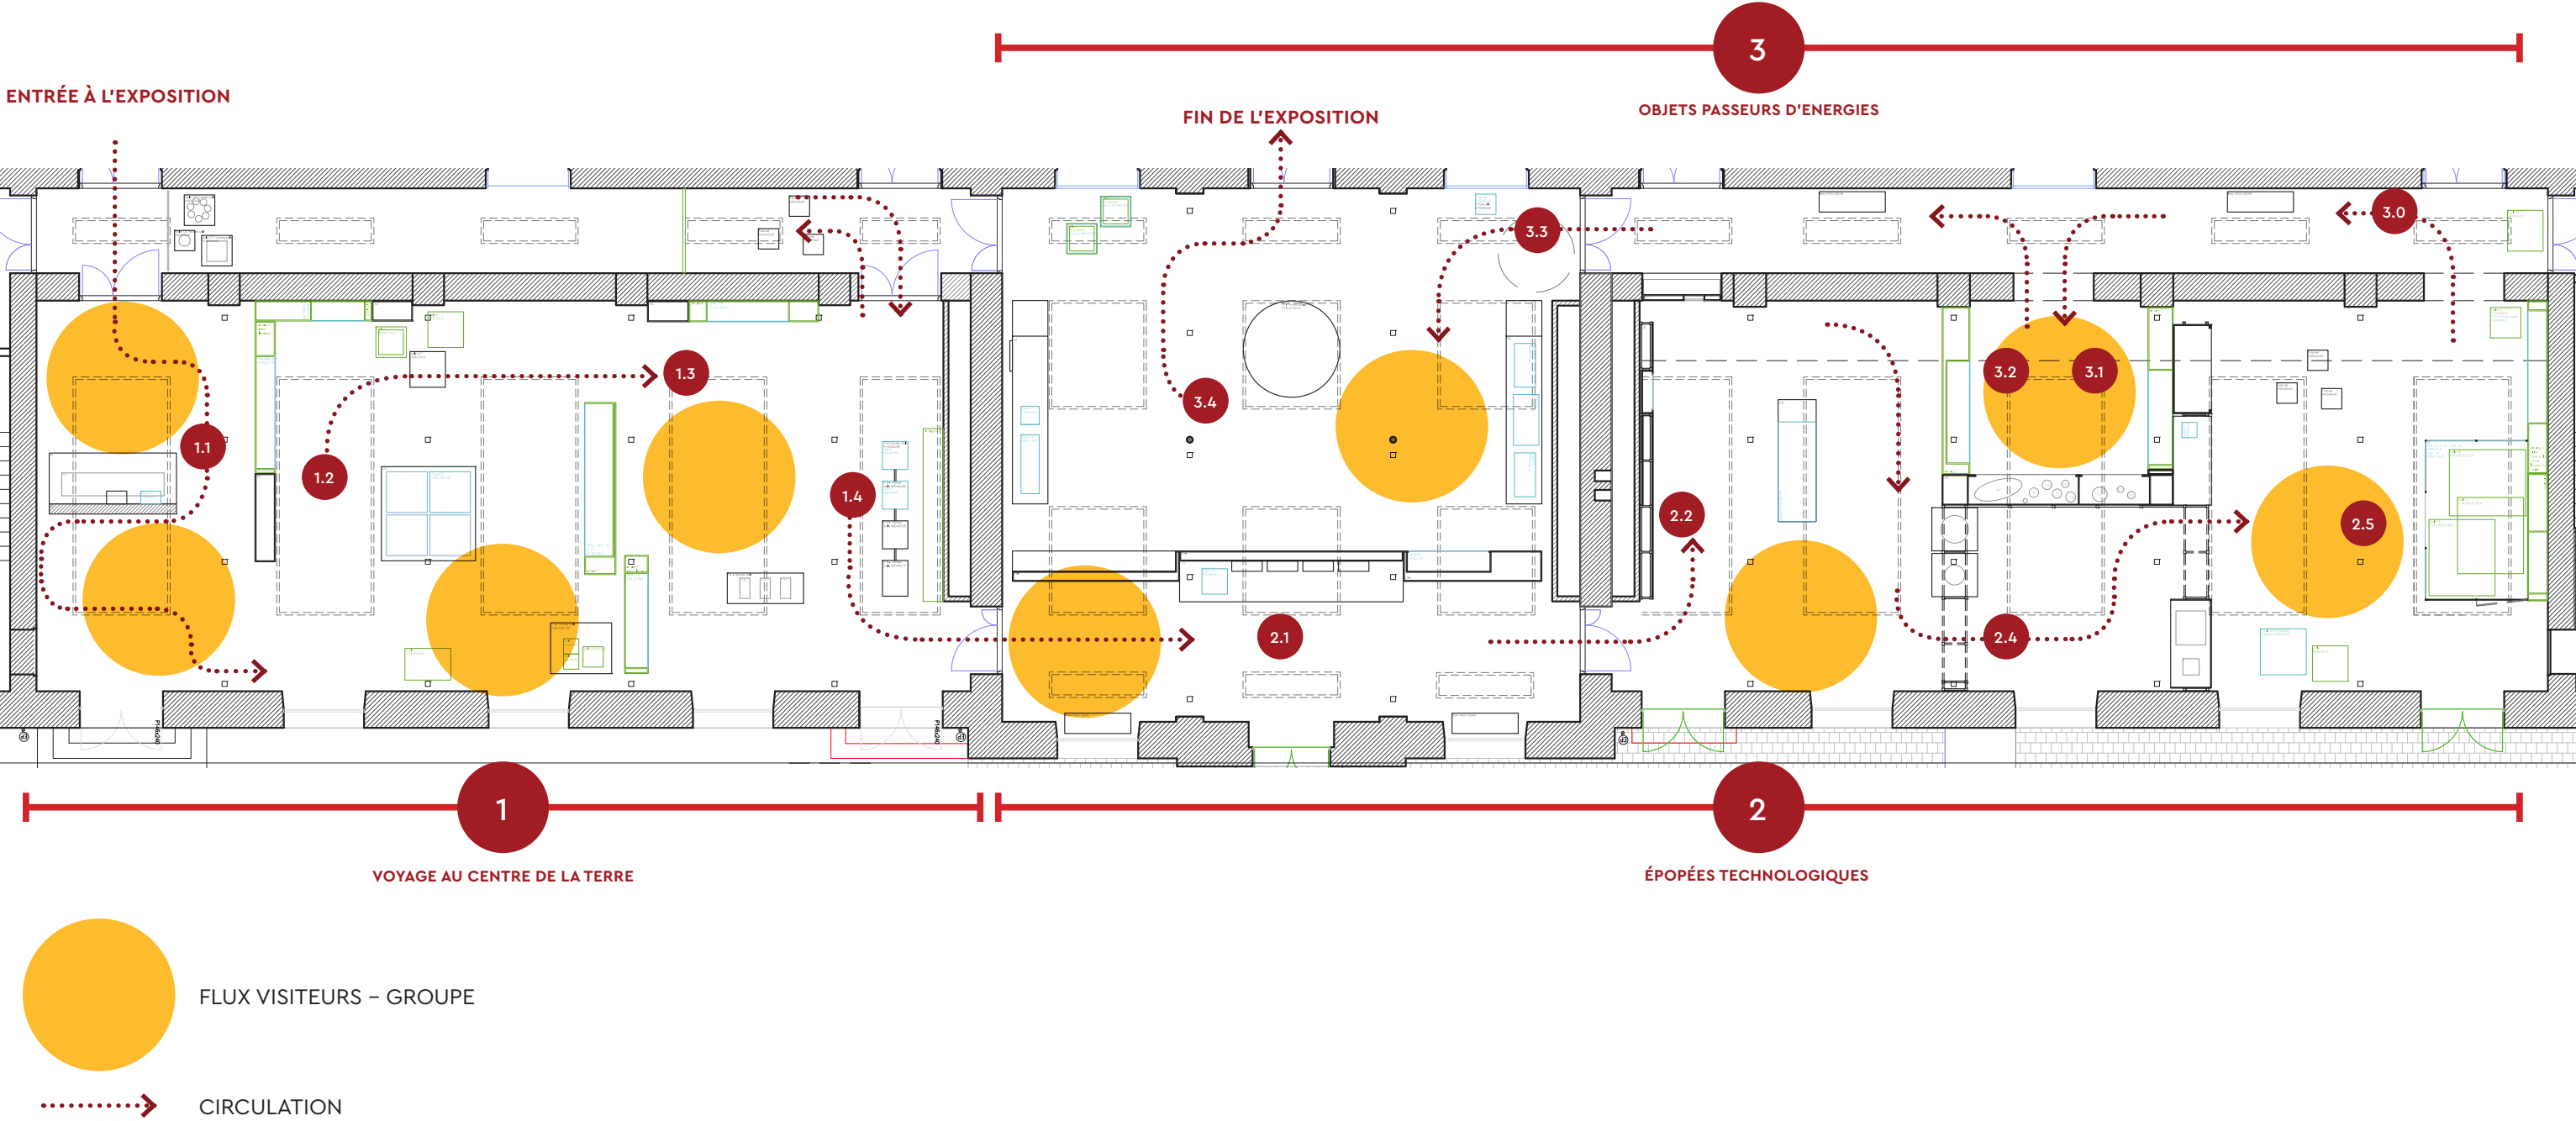 3
ENTRÉE À L'EXPOSITION
FIN DE L'EXPOSITION
OBJETS PASSEURS D'ENERGIES
3.0
3.3
1.3
3.2
3.1
3.4
1.1
1.2
1.4
2.2
2.5
2.1
2.4
1
2
VOYAGE AU CENTRE DE LA TERRE
ÉPOPÉES TECHNOLOGIQUES
FLUX VISITEURS – GROUPE
CIRCULATION